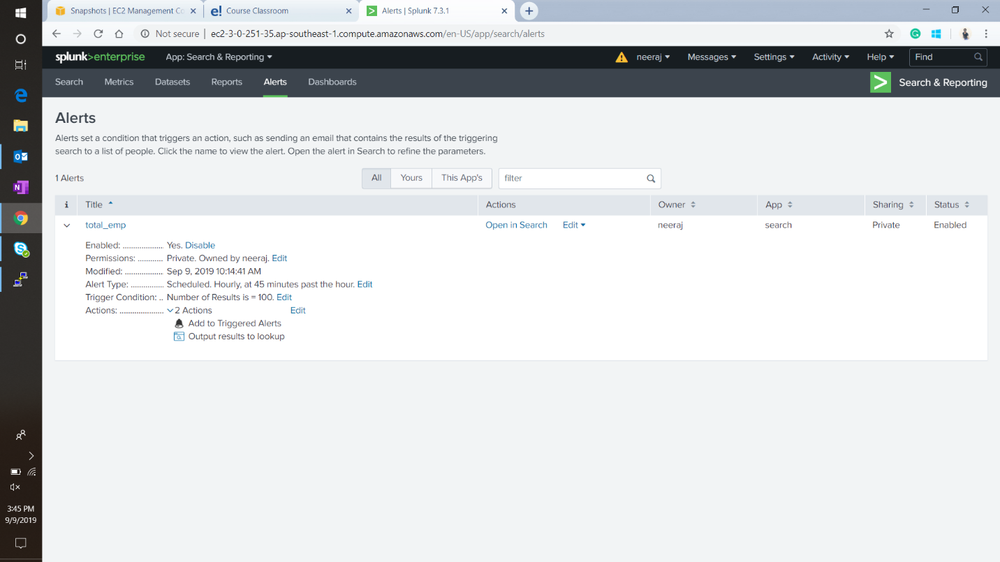 Snapshots | EC2 Management Co
Course Classroom
Alerts | Splunk 7.3.1
Not secure | ec2-3-0-251-35.ap-southeast-1.compute.amazonaws.com/en-US/app/search/alerts
splunk>enterprise App: Search & Reporting neeraj Messages Settings Activity Help Find
Search Metrics Datasets Reports Alerts Dashboards Search & Reporting
Alerts
Alerts set a condition that triggers an action, such as sending an email that contains the results of the triggering
search to a list of people. Click the name to view the alert. Open the alert in Search to refine the parameters.
1 Alerts All Yours This App's filter
i Title Actions Owner App Sharing Status
total_emp Open in Search Edit neeraj search Private Enabled
Enabled: ................... Yes. Disable
Permissions: ............ Private. Owned by neeraj. Edit
Modified: .................. Sep 9, 2019 10:14:41 AM
Alert Type: ............... Scheduled. Hourly, at 45 minutes past the hour. Edit
Trigger Condition: .. Number of Results is = 100. Edit
Actions: ..................... 2 Actions Edit
Add to Triggered Alerts
Output results to lookup
3:45 PM
9/9/2019